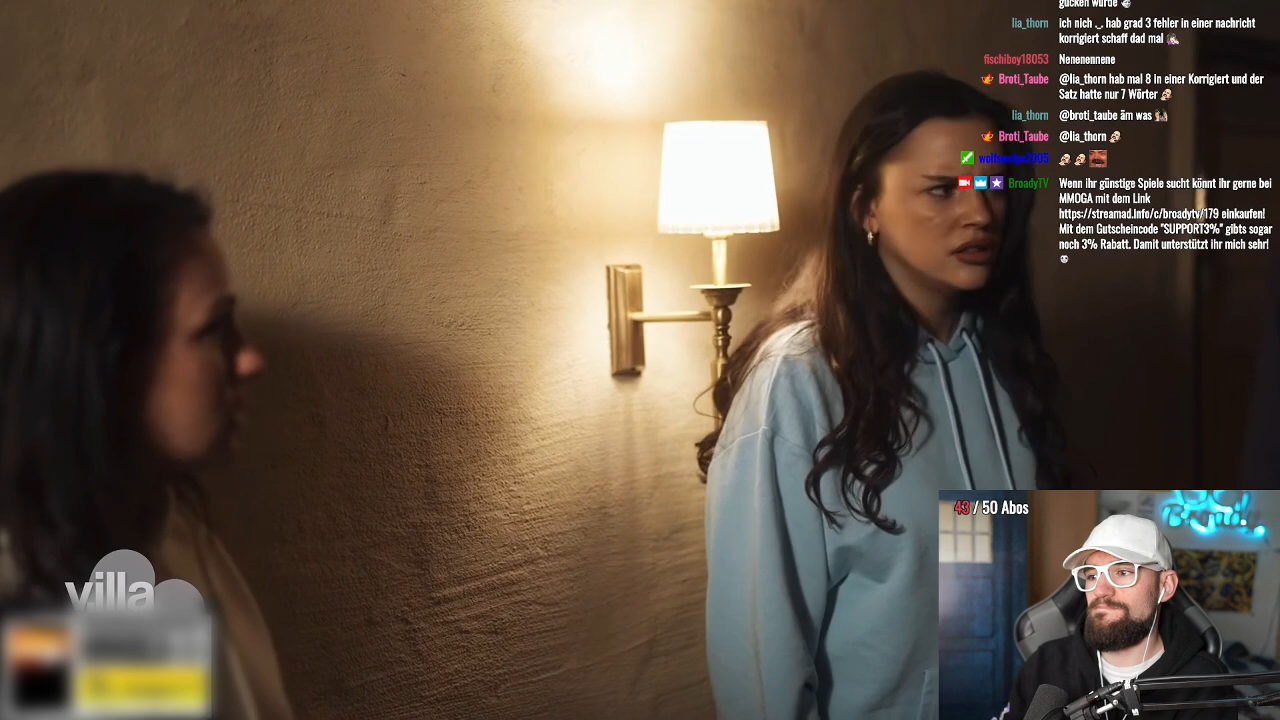 gucken würde
lia_thorn ich nich ._. hab grad 3 fehler in einer nachricht
korrigiert schaff dad mal
fischiboy18053 Nenenennene
Broti_Taube @lia_thorn hab mal 8 in einer Korrigiert und der
Satz hatte nur 7 Wörter
lia_thorn @broti_taube äm was
Broti_Taube @lia_thorn
BroadyTV Wenn ihr günstige Spiele sucht könnt ihr gerne bei
MMOGA mit dem Link
https://streamad.info/c/broadytv/179 einkaufen!
Mit dem Gutscheincode "SUPPORT3%" gibts sogar
noch 3% Rabatt. Damit unterstützt ihr mich sehr!
43 / 50 Abos
villa